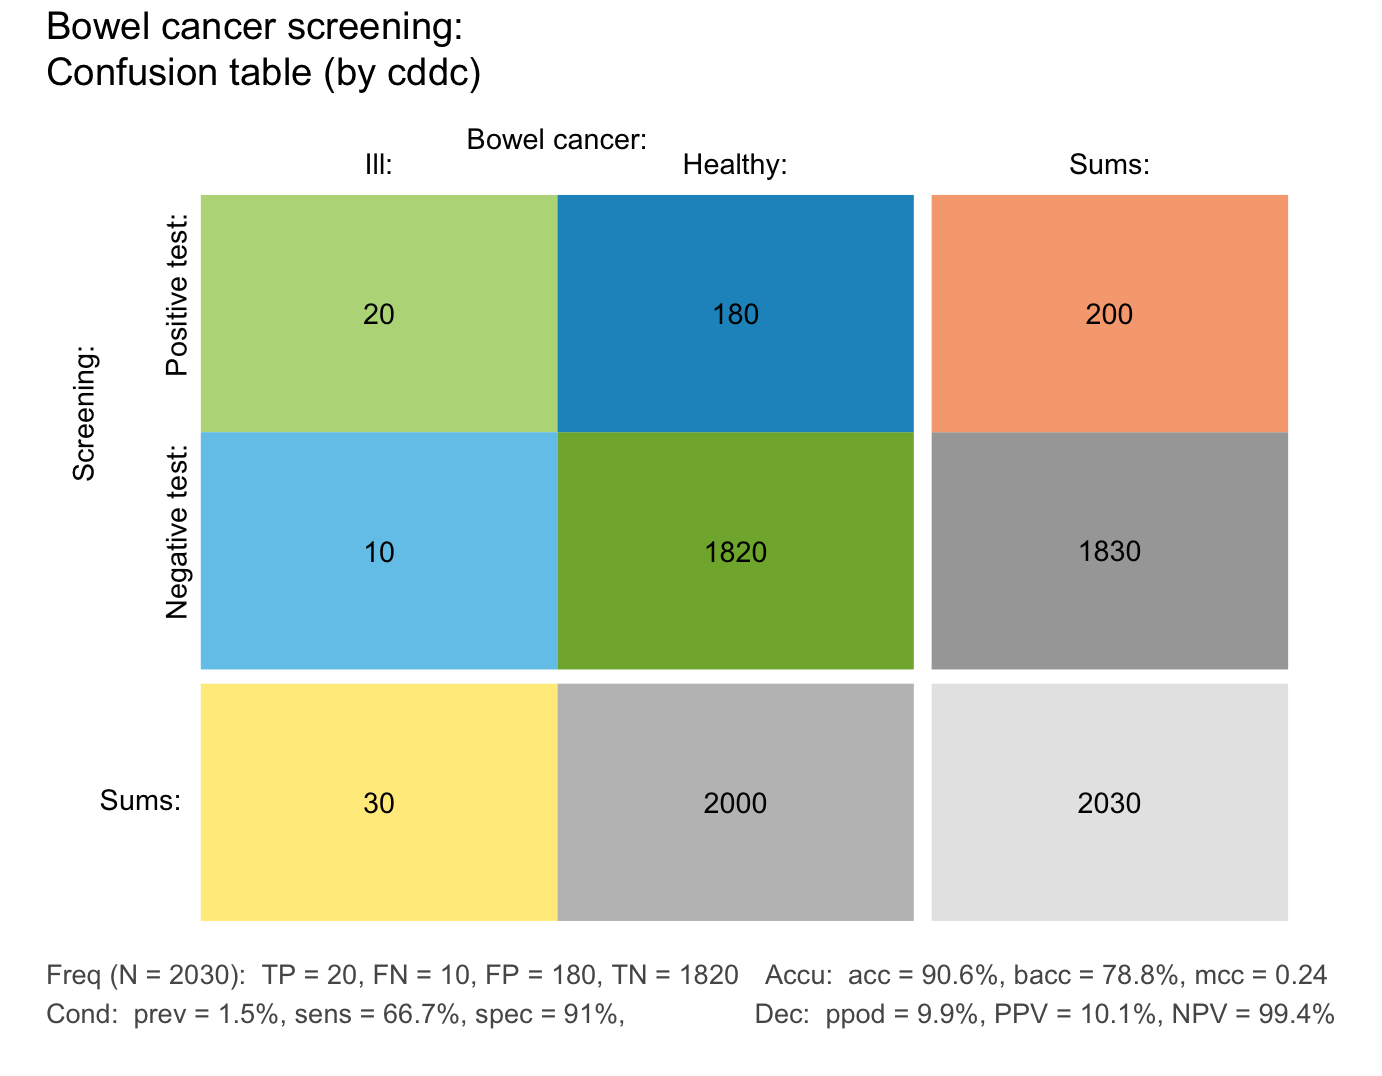 Bowel cancer screening:
Confusion table (by cddc)
Bowel cancer:
Ill:
Healthy:
Sums:
Screening:
Positive test:
20
180
200
Negative test:
10
1820
1830
Sums:
30
2000
2030
Freq (N = 2030):  TP = 20, FN = 10, FP = 180, TN = 1820    Accu:  acc = 90.6%, bacc = 78.8%, mcc = 0.24
Cond:  prev = 1.5%, sens = 66.7%, spec = 91%,    Dec:  ppod = 9.9%, PPV = 10.1%, NPV = 99.4%